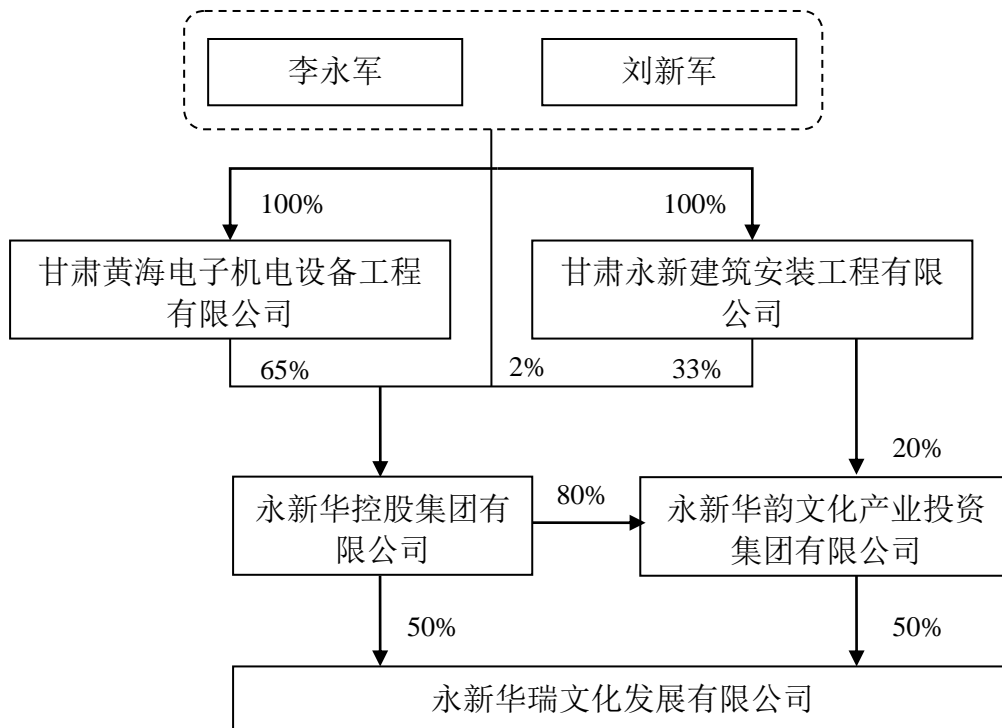 李永军
刘新军
100%
100%
甘肃黄海电子机电设备工程
有限公司
甘肃永新建筑安装工程有限
公司
65%
2%
33%
20%
永新华控股集团有
限公司
80%
永新华韵文化产业投资
集团有限公司
50%
50%
永新华瑞文化发展有限公司